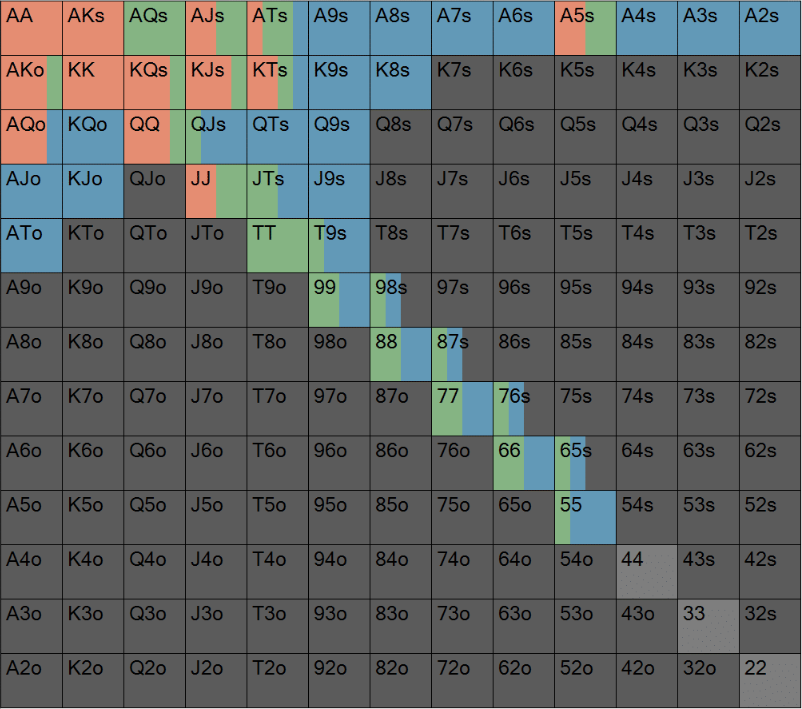 AA AKs AQs AJs ATs A9s A8s A7s A6s A5s A4s A3s A2s
AKo KK KQs KJs KTs K9s K8s K7s K6s K5s K4s K3s K2s
AQo KQo QQ QJs QTs Q9s Q8s Q7s Q6s Q5s Q4s Q3s Q2s
AJo KJo QJo JJ JTs J9s J8s J7s J6s J5s J4s J3s J2s
ATo KTo QTo JTo TT T9s T8s T7s T6s T5s T4s T3s T2s
A9o K9o Q9o J9o T9o 99 98s 97s 96s 95s 94s 93s 92s
A8o K8o Q8o J8o T8o 98o 88 87s 86s 85s 84s 83s 82s
A7o K7o Q7o J7o T7o 97o 87o 77 76s 75s 74s 73s 72s
A6o K6o Q6o J6o T6o 96o 86o 76o 66 65s 64s 63s 62s
A5o K5o Q5o J5o T5o 95o 85o 75o 65o 55 54s 53s 52s
A4o K4o Q4o J4o T4o 94o 84o 74o 64o 54o 44 43s 42s
A3o K3o Q3o J3o T3o 93o 83o 73o 63o 53o 43o 33 32s
A2o K2o Q2o J2o T2o 92o 82o 72o 62o 52o 42o 32o 22